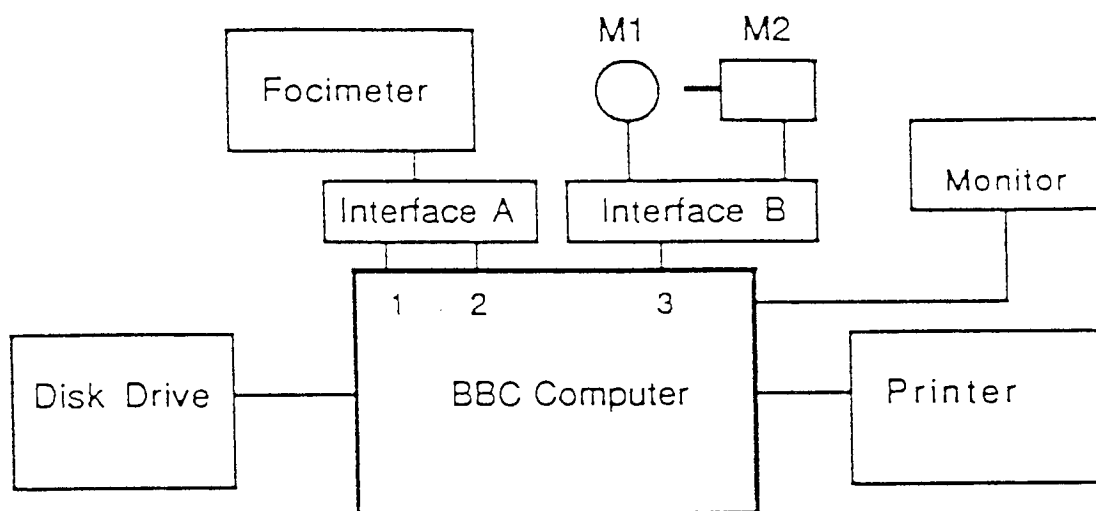 M1
M2
Focimeter
Monitor
Interface A
Interface B
1
2
3
Disk Drive
BBC Computer
Printer